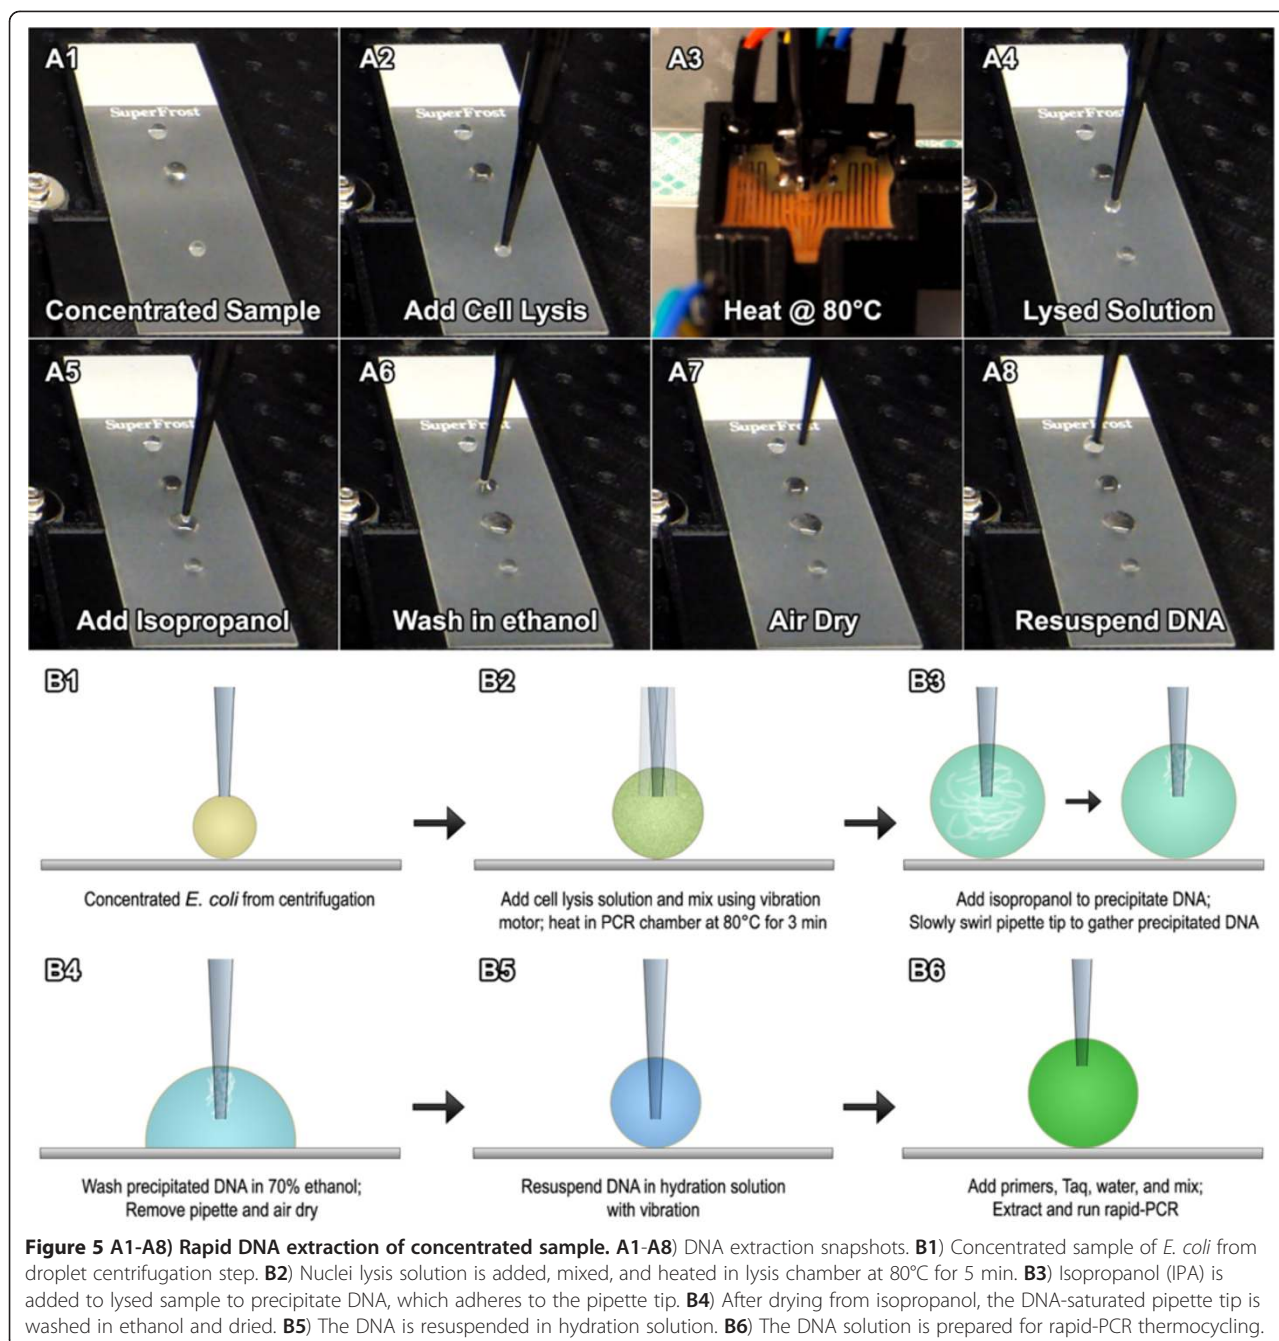 A1
SuperFrost
Concentrated Sample
A2
SuperFrost
Add Cell Lysis
A3
Heat @ 80°C
A4
SuperFrost
Lysed Solution
A5
SuperFrost
Add Isopropanol
A6
SuperFrost
Wash in ethanol
A7
SuperFrost
Air Dry
A8
SuperFrost
Resuspend DNA
B1
Concentrated E. coli from centrifugation
B2
Add cell lysis solution and mix using vibration
motor; heat in PCR chamber at 80°C for 3 min
B3
Add isopropanol to precipitate DNA;
Slowly swirl pipette tip to gather precipitated DNA
B4
Wash precipitated DNA in 70% ethanol;
Remove pipette and air dry
B5
Resuspend DNA in hydration solution
with vibration
B6
Add primers, Taq, water, and mix;
Extract and run rapid-PCR
Figure 5 A1-A8) Rapid DNA extraction of concentrated sample. A1-A8) DNA extraction snapshots. B1) Concentrated sample of E. coli from
droplet centrifugation step. B2) Nuclei lysis solution is added, mixed, and heated in lysis chamber at 80°C for 5 min. B3) Isopropanol (IPA) is
added to lysed sample to precipitate DNA, which adheres to the pipette tip. B4) After drying from isopropanol, the DNA-saturated pipette tip is
washed in ethanol and dried. B5) The DNA is resuspended in hydration solution. B6) The DNA solution is prepared for rapid-PCR thermocycling.